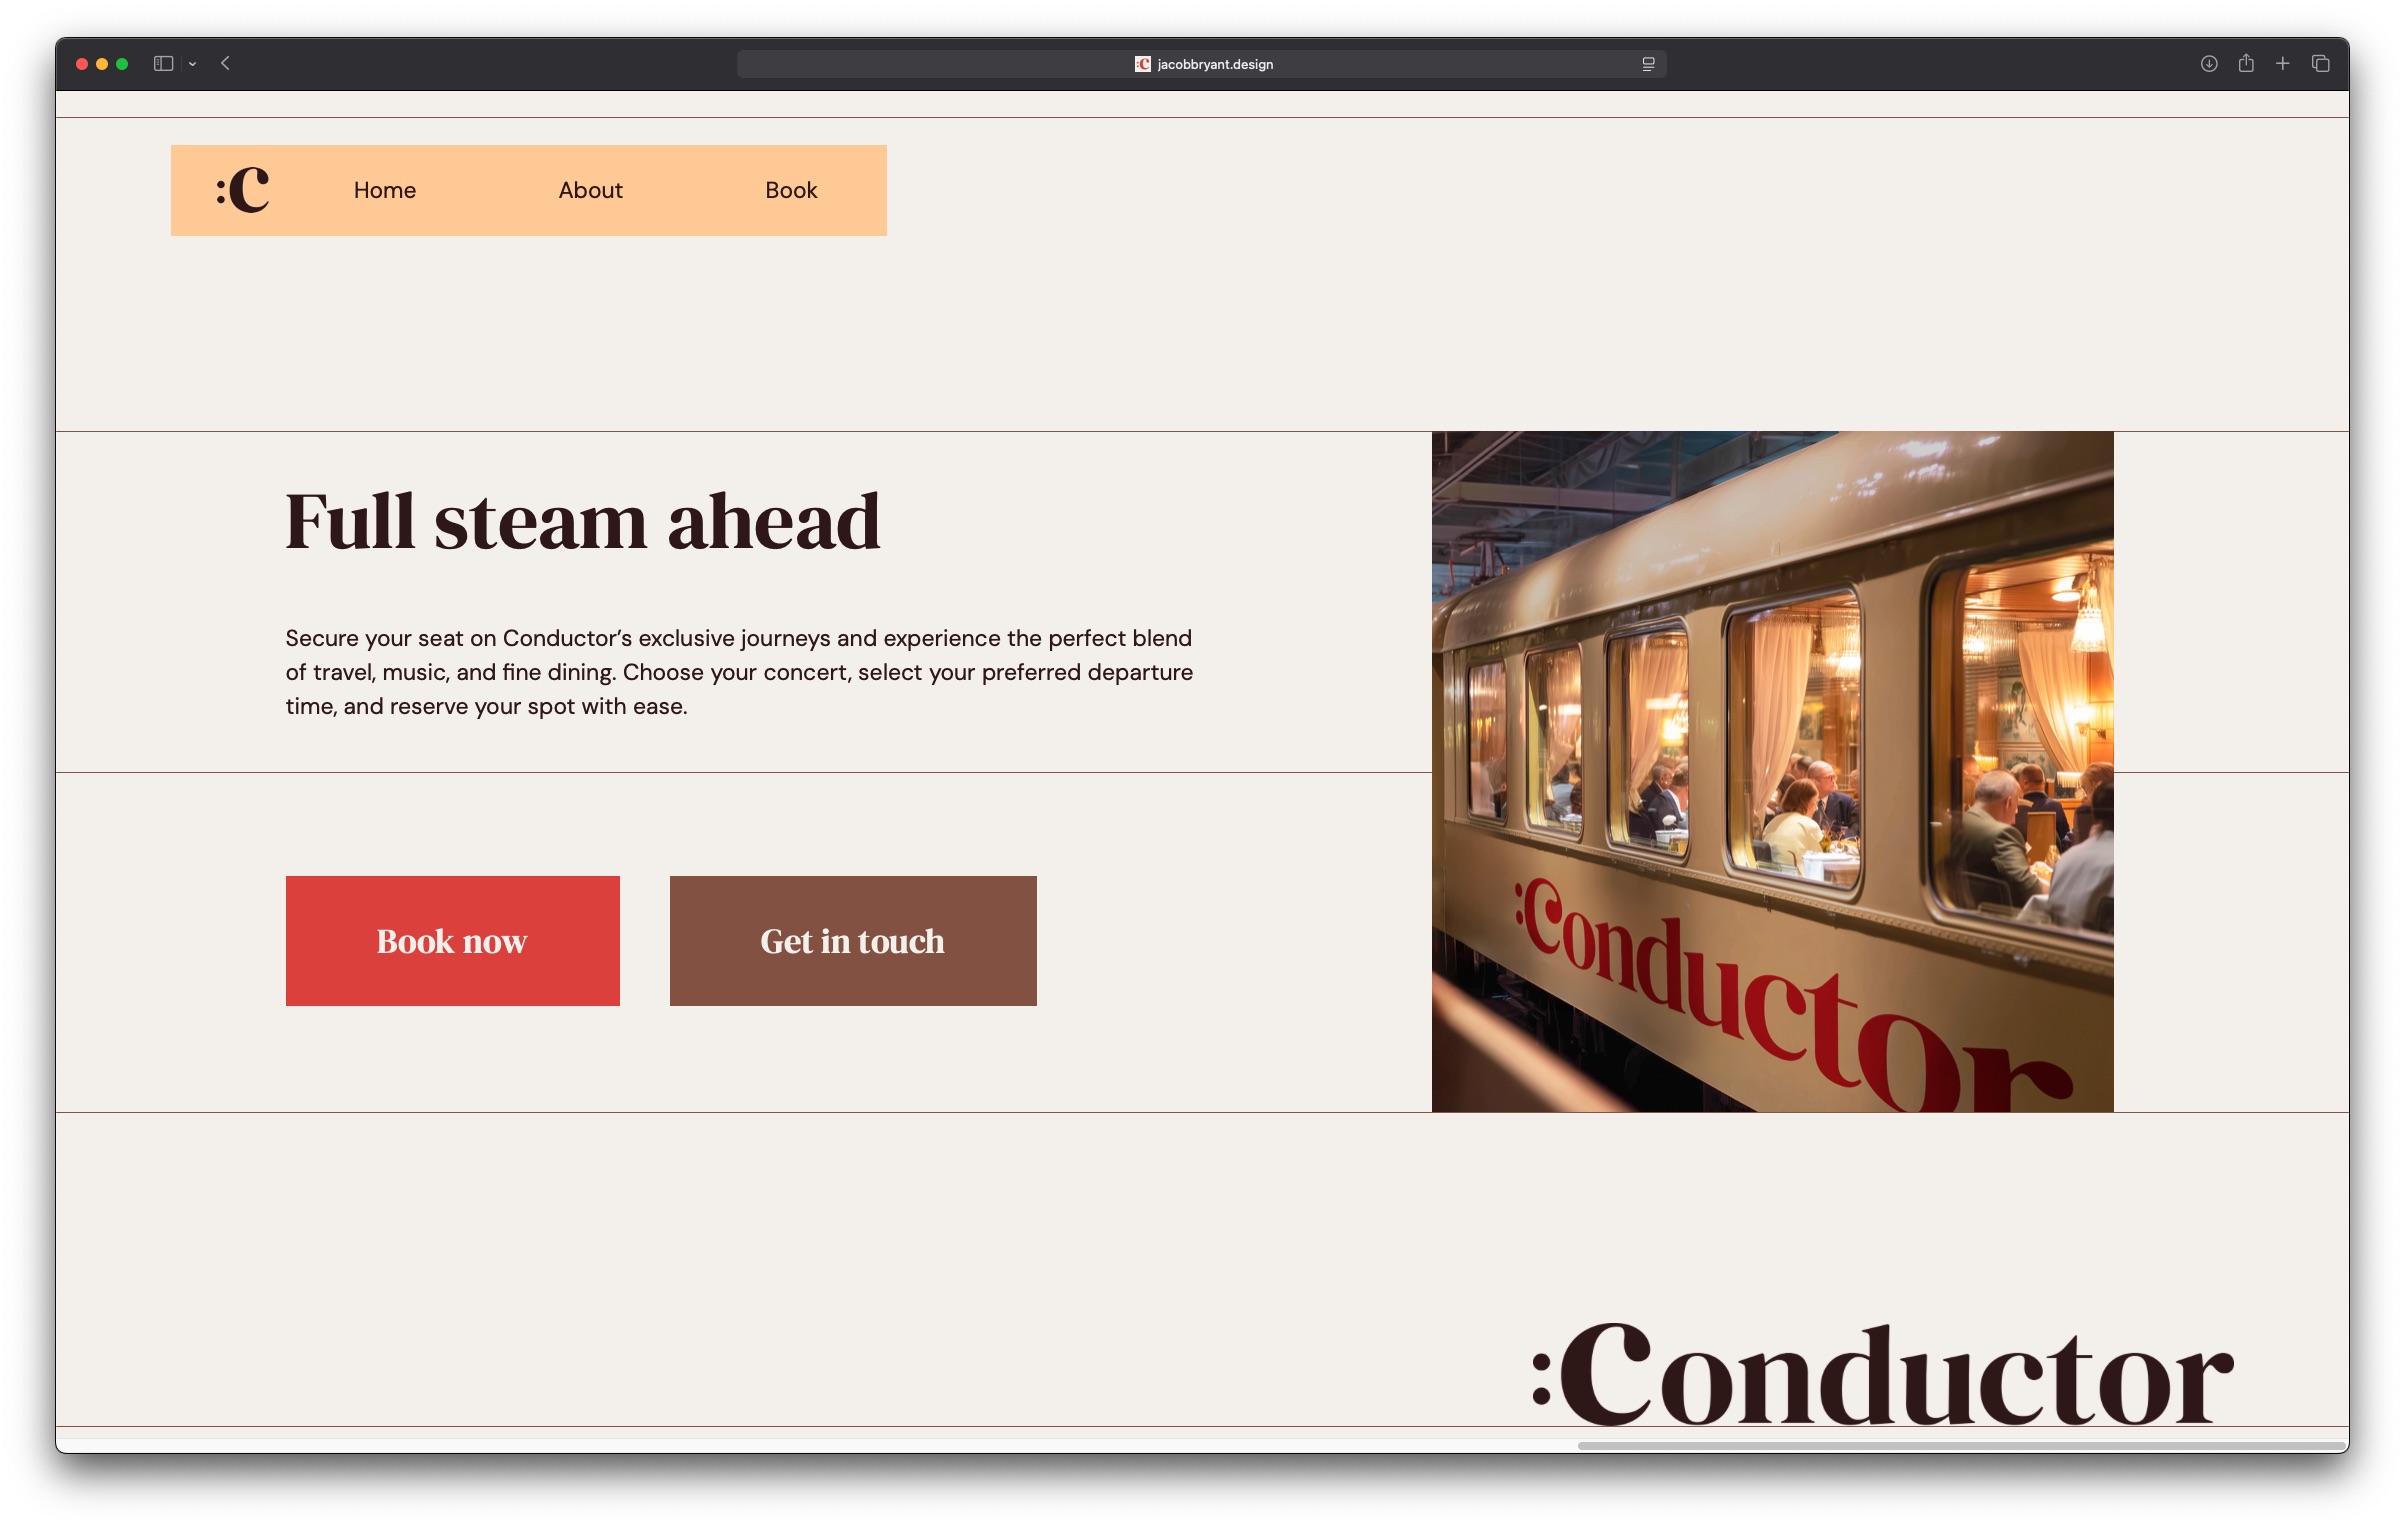 jacobbryant.design
:C
Home
About
Book
Full steam ahead
Secure your seat on Conductor’s exclusive journeys and experience the perfect blend
of travel, music, and fine dining. Choose your concert, select your preferred departure
time, and reserve your spot with ease.
Book now
Get in touch
:Conductor
:Conductor